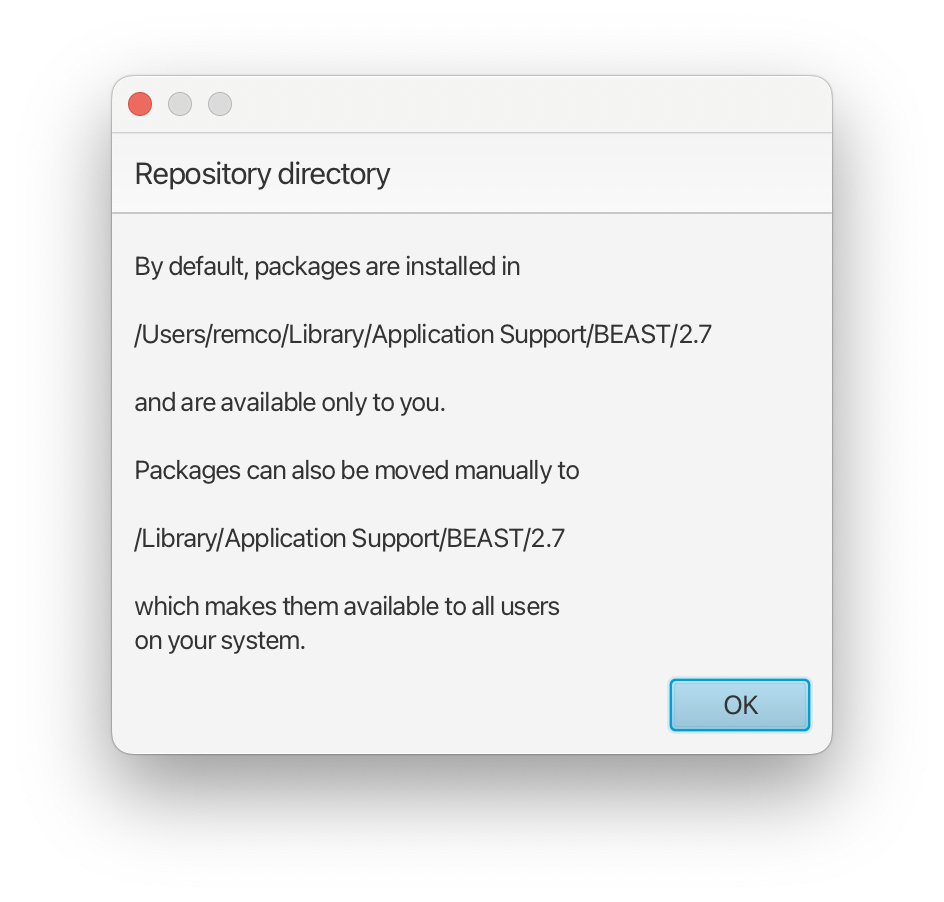 Repository directory
By default, packages are installed in
/Users/remco/Library/Application Support/BEAST/2.7
and are available only to you.
Packages can also be moved manually to
/Library/Application Support/BEAST/2.7
which makes them available to all users
on your system.
OK